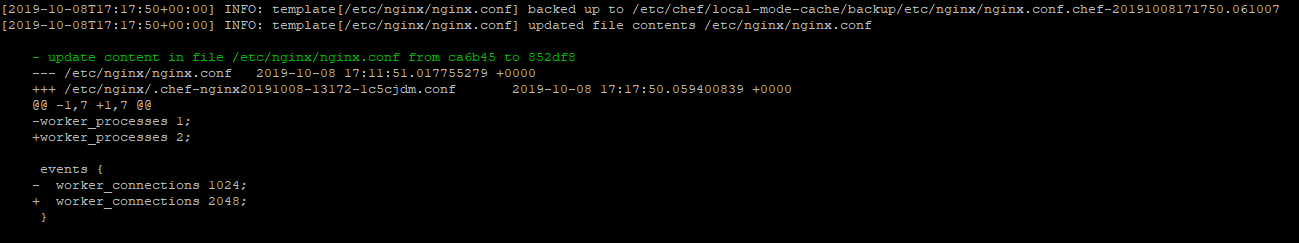 [2019-10-08T17:17:50+00:00] INFO: template[/etc/nginx/nginx.conf] backed up to /etc/chef/local-mode-cache/backup/etc/nginx/nginx.conf.chef-20191008171750.061007
[2019-10-08T17:17:50+00:00] INFO: template[/etc/nginx/nginx.conf] updated file contents /etc/nginx/nginx.conf
- update content in file /etc/nginx/nginx.conf from ca6b45 to 852df8
--- /etc/nginx/nginx.conf   2019-10-08 17:11:51.017755279 +0000
+++ /etc/nginx/.chef-nginx20191008-13172-1c5cjdm.conf       2019-10-08 17:17:50.059400839 +0000
@@ -1,7 +1,7 @@
-worker_processes 1;
+worker_processes 2;
 events {
-  worker_connections 1024;
+  worker_connections 2048;
 }